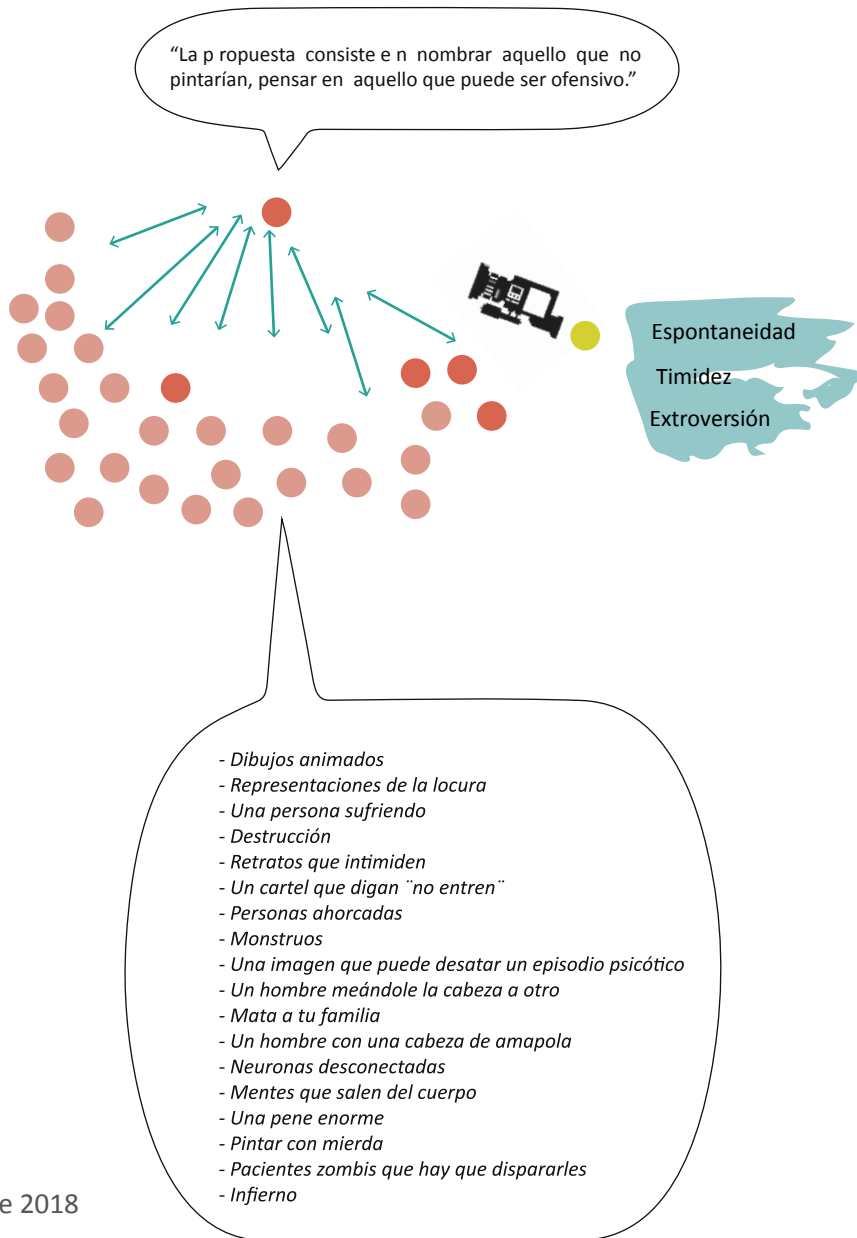 “La p ropuesta consiste e n nombrar aquello que no
pintarían, pensar en aquello que puede ser ofensivo.”
Espontaneidad
Timidez
Extroversión
- Dibujos animados
- Representaciones de la locura
- Una persona sufriendo
- Destrucción
- Retratos que intimiden
- Un cartel que digan ¨no entren¨
- Personas ahorcadas
- Monstruos
- Una imagen que puede desatar un episodio psicótico
- Un hombre meándole la cabeza a otro
- Mata a tu familia
- Un hombre con una cabeza de amapola
- Neuronas desconectadas
- Mentes que salen del cuerpo
- Una pene enorme
- Pintar con mierda
- Pacientes zombis que hay que dispararles
- Infierno
e 2018